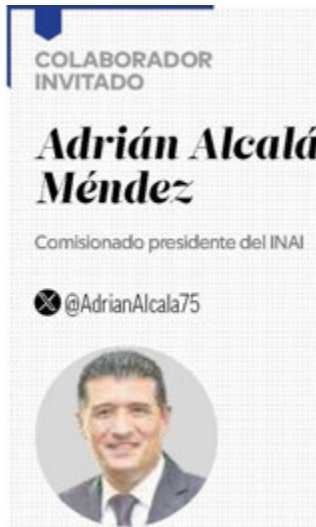 COLABORADOR
INVITADO
Adrián Alcalá
Méndez
Comisionado presidente del INAI
@AdrianAlcala75